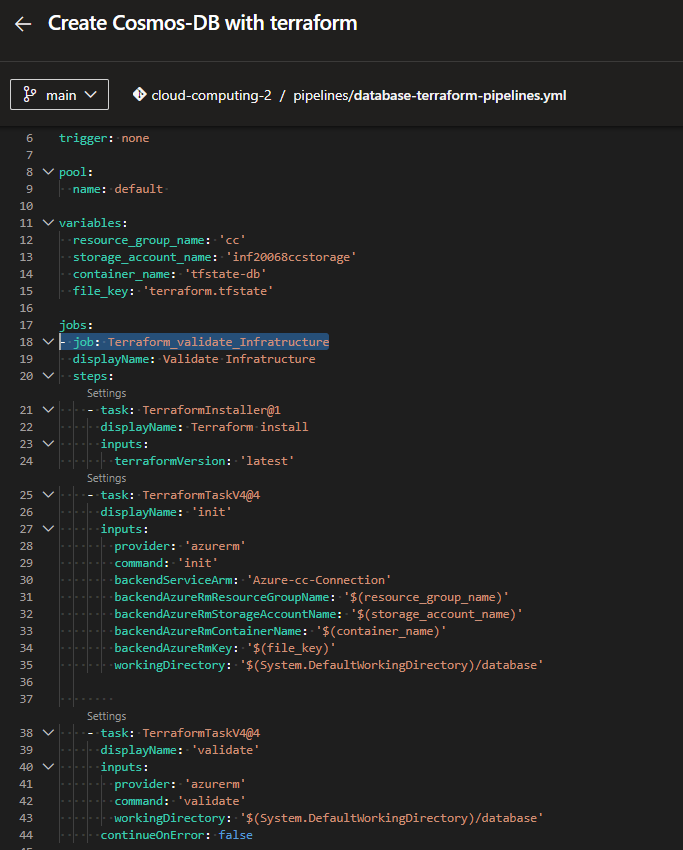 ← Create Cosmos-DB with terraform
main cloud-computing-2 / pipelines/database-terraform-pipelines.yml
6 trigger: none
7
8 pool:
9   name: default
10
11 variables:
12   resource_group_name: 'cc'
13   storage_account_name: 'inf20068ccstorage'
14   container_name: 'tfstate-db'
15   file_key: 'terraform.tfstate'
16
17 jobs:
18 - job: Terraform_validate_Infratructure
19   displayName: Validate Infratructure
20   steps:
Settings
21     - task: TerraformInstaller@1
22       displayName: Terraform install
23       inputs:
24         terraformVersion: 'latest'
Settings
25     - task: TerraformTaskV4@4
26       displayName: 'init'
27       inputs:
28         provider: 'azurerm'
29         command: 'init'
30         backendServiceArm: 'Azure-cc-Connection'
31         backendAzureRmResourceGroupName: '$(resource_group_name)'
32         backendAzureRmStorageAccountName: '$(storage_account_name)'
33         backendAzureRmContainerName: '$(container_name)'
34         backendAzureRmKey: '$(file_key)'
35         workingDirectory: '$(System.DefaultWorkingDirectory)/database'
36
37
Settings
38     - task: TerraformTaskV4@4
39       displayName: 'validate'
40       inputs:
41         provider: 'azurerm'
42         command: 'validate'
43         workingDirectory: '$(System.DefaultWorkingDirectory)/database'
44       continueOnError: false